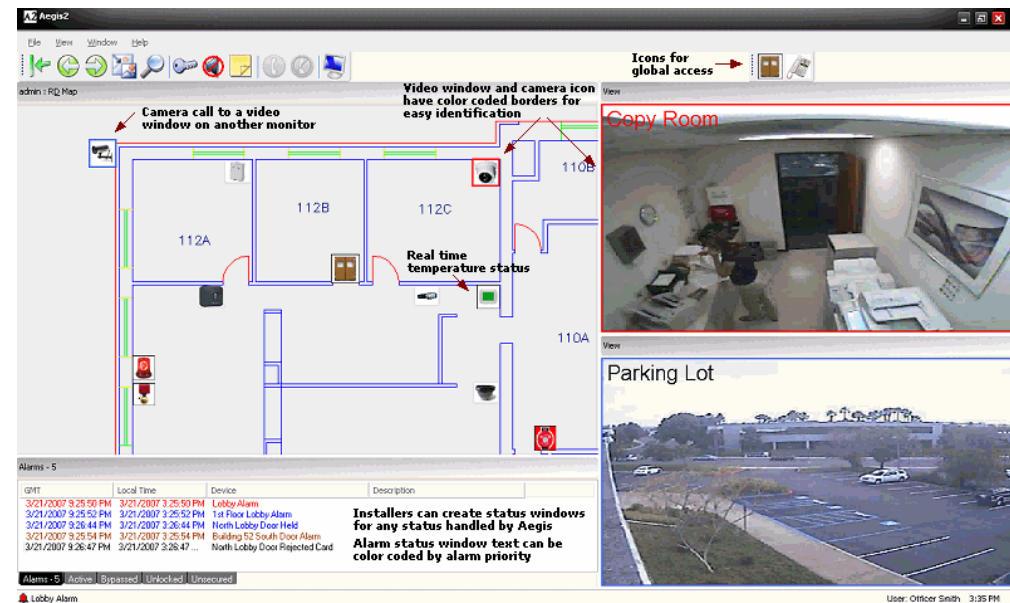 A2 Aegis2
File View Window Help
Icons for
global access
admin : RD Map
Camera call to a video
window on another monitor
Video window and camera icon
have color coded borders for
easy identification
View
Copy Room
110B
112B
112C
112A
Real time
temperature status
110A
View
Parking Lot
Alarms - 5
GMT Local Time Device Description
3/21/2007 9:25:50 PM 3/21/2007 3:25:50 PM Lobby Alarm
3/21/2007 9:25:52 PM 3/21/2007 3:25:52 PM 1st Floor Lobby Alarm
3/21/2007 9:26:44 PM 3/21/2007 3:26:44 PM North Lobby Door Held
3/21/2007 9:25:54 PM 3/21/2007 3:25:54 PM Building 52 South Door Alarm
3/21/2007 9:26:47 PM 3/21/2007 3:26:47 ... North Lobby Door Rejected Card
Installers can create status windows
for any status handled by Aegis
Alarm status window text can be
color coded by alarm priority
Alarms - 5 Active Bypassed Unlocked Unsecured
Lobby Alarm
User: Officer Smith 3:35 PM